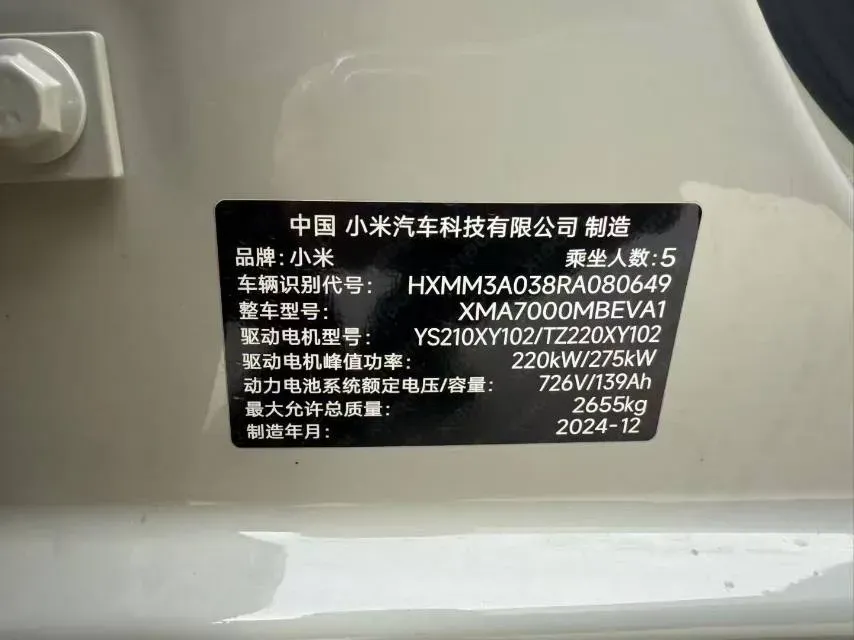 中国 小米汽车科技有限公司 制造
品牌:小米 乘坐人数:5
车辆识别代号: HXMM3A038RA080649
整车型号: XMA7000MBEVA1
驱动电机型号: YS210XY102/TZ220XY102
驱动电机峰值功率: 220kW/275kW
动力电池系统额定电压/容量: 726V/139Ah
最大允许总质量: 2655kg
制造年月: 2024-12